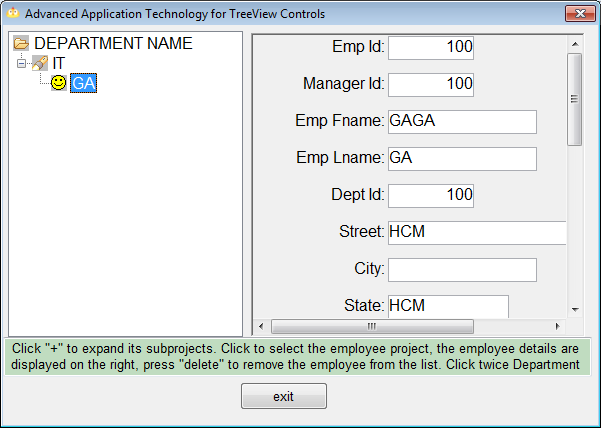 Advanced Application Technology for TreeView Controls
DEPARTMENT NAME
IT
GA
Emp Id: 100
Manager Id: 100
Emp Fname: GAGA
Emp Lname: GA
Dept Id: 100
Street: HCM
City:
State: HCM
Click "+" to expand its subprojects. Click to select the employee project, the employee details are
displayed on the right, press "delete" to remove the employee from the list. Click twice Department
exit